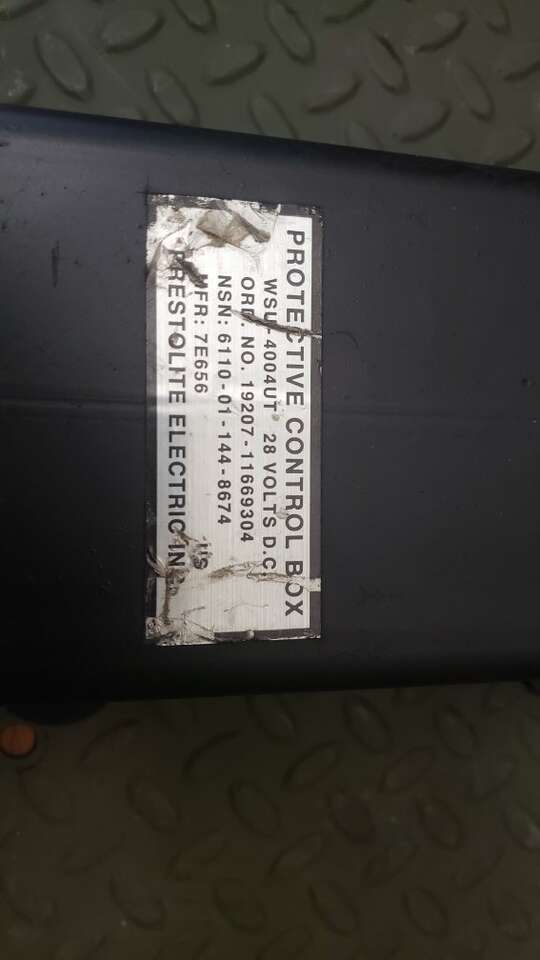 PROTECTIVE CONTROL BOX
WSU-4004UT 28 VOLTS D.C.
ORD. NO. 19207-11669304
NSN: 6110-01-144-8674
MFR: 7E656 US
PRESTOLITE ELECTRIC INC